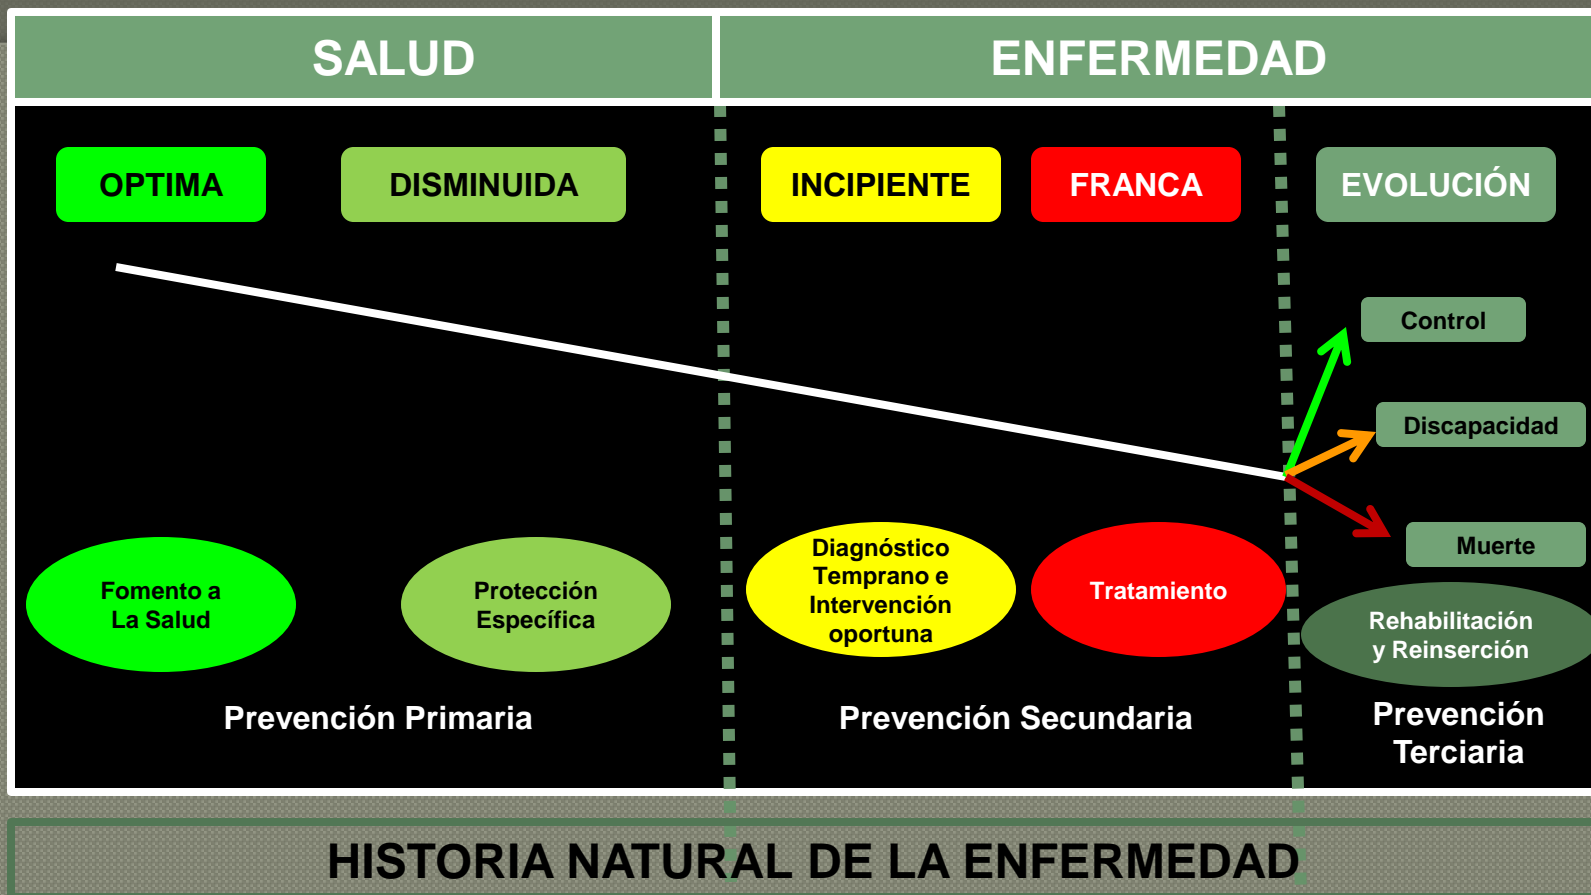 SALUD
ENFERMEDAD
OPTIMA
DISMINUIDA
INCIPIENTE
FRANCA
EVOLUCIÓN
Control
Discapacidad
Muerte
Fomento a
La Salud
Protección
Específica
Diagnóstico
Temprano e
Intervención
oportuna
Tratamiento
Rehabilitación
y Reinserción
Prevención Primaria
Prevención Secundaria
Prevención
Terciaria
HISTORIA NATURAL DE LA ENFERMEDAD